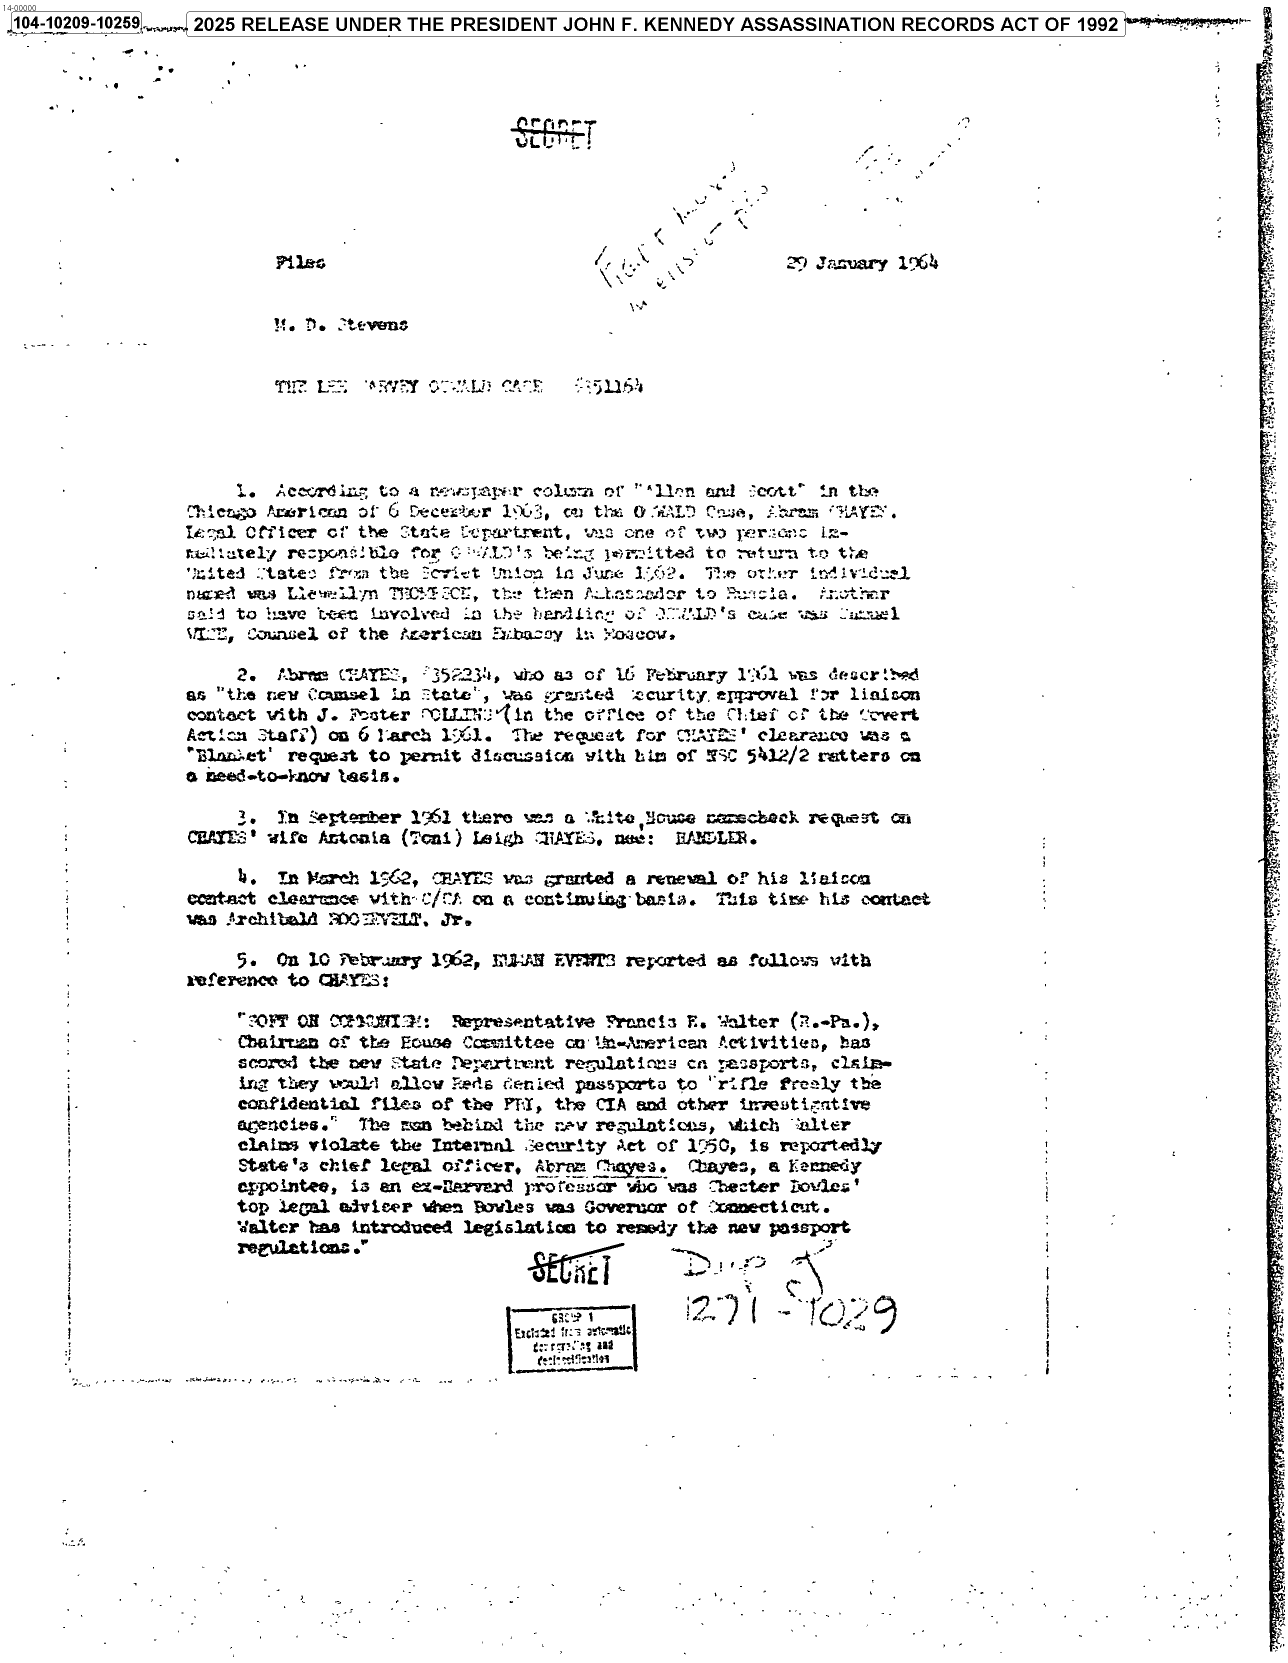 14-00000
104-10209-10259 2025 RELEASE UNDER THE PRESIDENT JOHN F. KENNEDY ASSASSINATION RECORDS ACT OF 1992
SECRET
Files 29 January 1964
M. D. Stevens
THE LEE HARVEY OSWALD CASE #351164
1. According to a newspaper column of "Allen and Scott" in the
Chicago American of 6 December 1963, on the OSWALD Case, Abram CHAYES,
Legal Officer of the State Department, was one of two persons im-
mediately responsible for OSWALD's being permitted to return to the
United States from the Soviet Union in June 1962. The other individual
named was Llewellyn THOMPSON, the then Ambassador to Russia. Another
said to have been involved in the handling of OSWALD's case was Samuel
WISE, Counsel of the American Embassy in Moscow.
2. Abram CHAYES, #352234, who as of 16 February 1961 was described
as "the new Counsel in State", was granted security approval for liaison
contact with J. Foster COLLINS (in the office of the Chief of the Covert
Action Staff) on 6 March 1961. The request for CHAYES' clearance was a
"Blanket' request to permit discussion with him of NSC 5412/2 matters on
a need-to-know basis.
3. In September 1961 there was a White House namecheck request on
CHAYES' wife Antonia (Toni) Leigh CHAYES, nee: HANDLER.
4. In March 1962, CHAYES was granted a renewal of his liaison
contact clearance with C/CA on a continuing basis. This time his contact
was Archibald ROOSEVELT, Jr.
5. On 10 February 1962, HUMAN EVENTS reported as follows with
reference to CHAYES:
"SOFT ON COMMUNISM: Representative Francis E. Walter (R.-Pa.),
Chairman of the House Committee on Un-American Activities, has
scored the new State Department regulations on passports, claim-
ing they would allow Reds denied passports to "rifle freely the
confidential files of the FBI, the CIA and other investigative
agencies." The man behind the new regulations, which Walter
claims violate the Internal Security Act of 1950, is reportedly
State's chief legal officer, Abram Chayes. Chayes, a Kennedy
appointee, is an ex-Harvard professor who was Chester Bowles'
top legal adviser when Bowles was Governor of Connecticut.
Walter has introduced legislation to remedy the new passport
regulations."
SECRET
Dup of
1271-1029
GROUP 1
Excluded from automatic
downgrading and
declassification